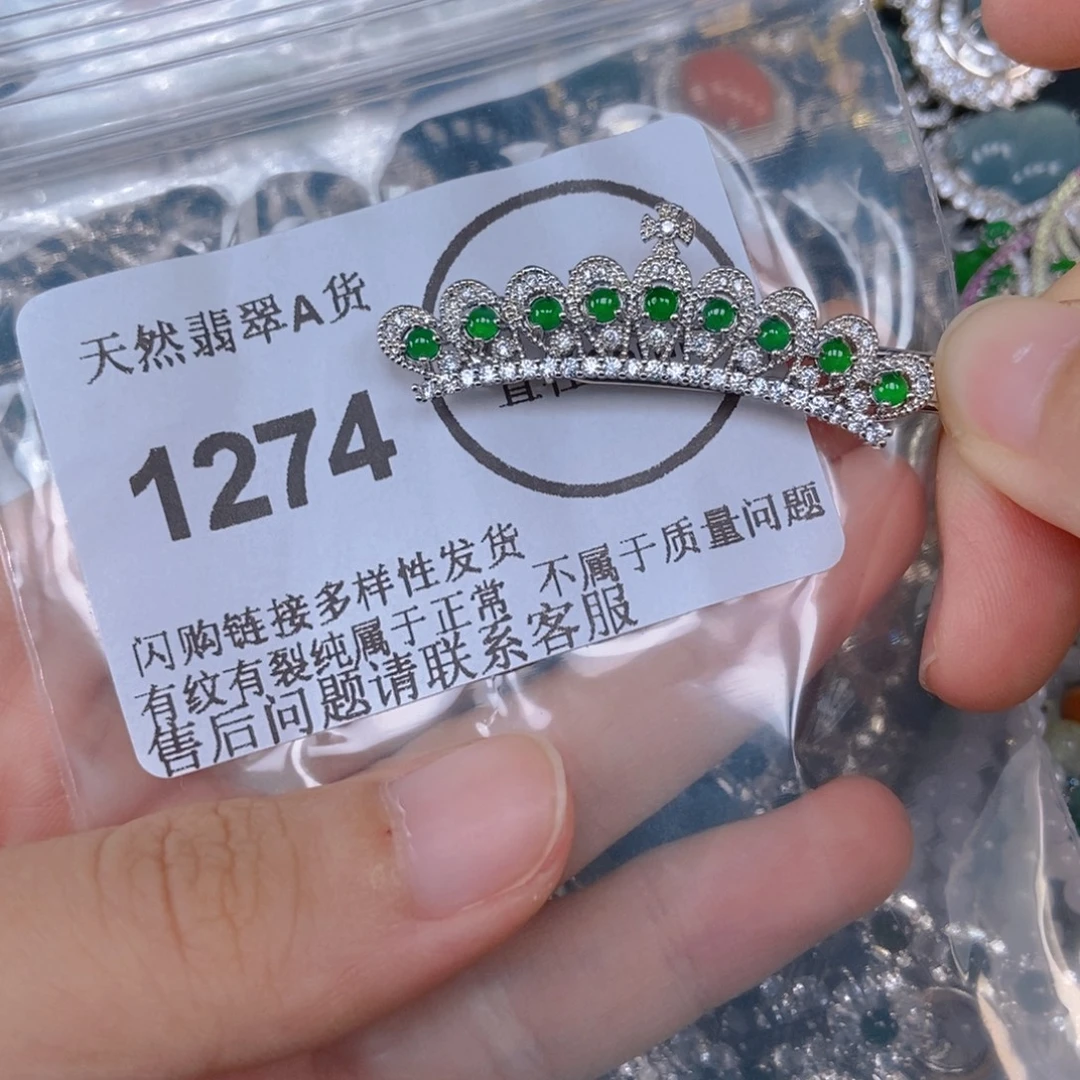 天然翡翠A货
1274
闪购链接多样性发货
有纹有裂纯属于正常 不属于质量问题
售后问题请联系客服